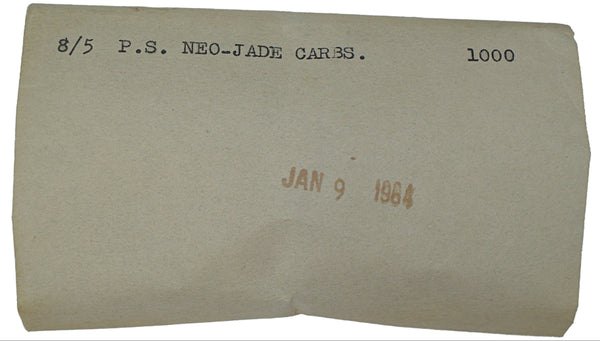 8/5 P.S. NEO-JADE CARBS. 1000
JAN 9 1964